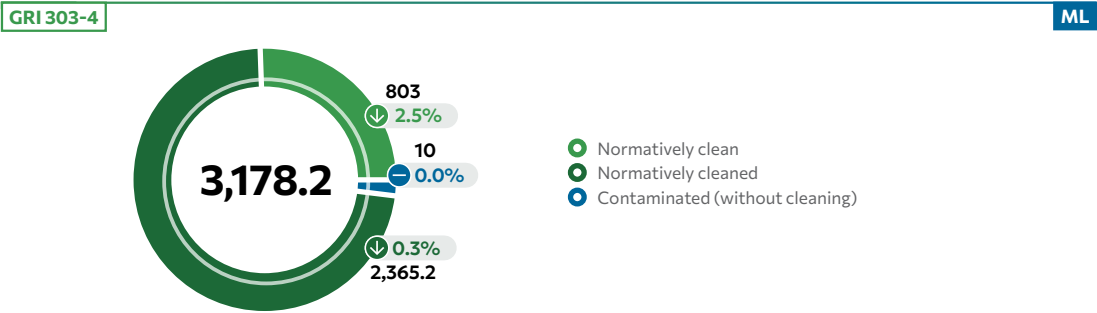 GRI 303-4
ML
803
2.5%
10
0.0%
3,178.2
0.3%
2,365.2
Normatively clean
Normatively cleaned
Contaminated (without cleaning)